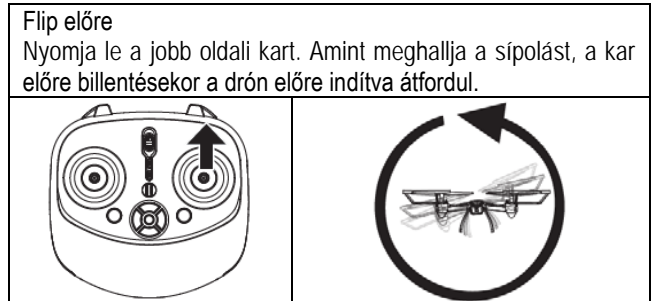 Flip előre
Nyomja le a jobb oldali kart. Amint meghallja a sípolást, a kar
előre billentésekor a drón előre indítva átfordul.